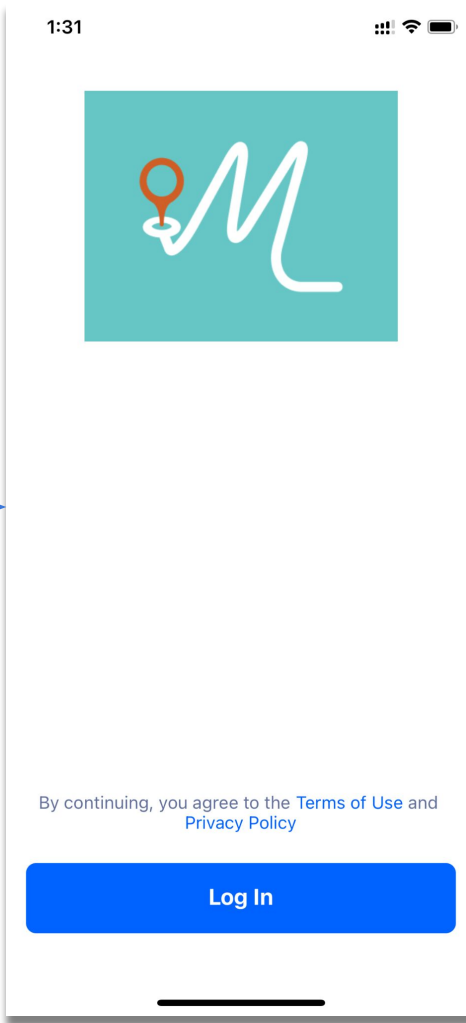 1:31
M
By continuing, you agree to the Terms of Use and
Privacy Policy
Log In